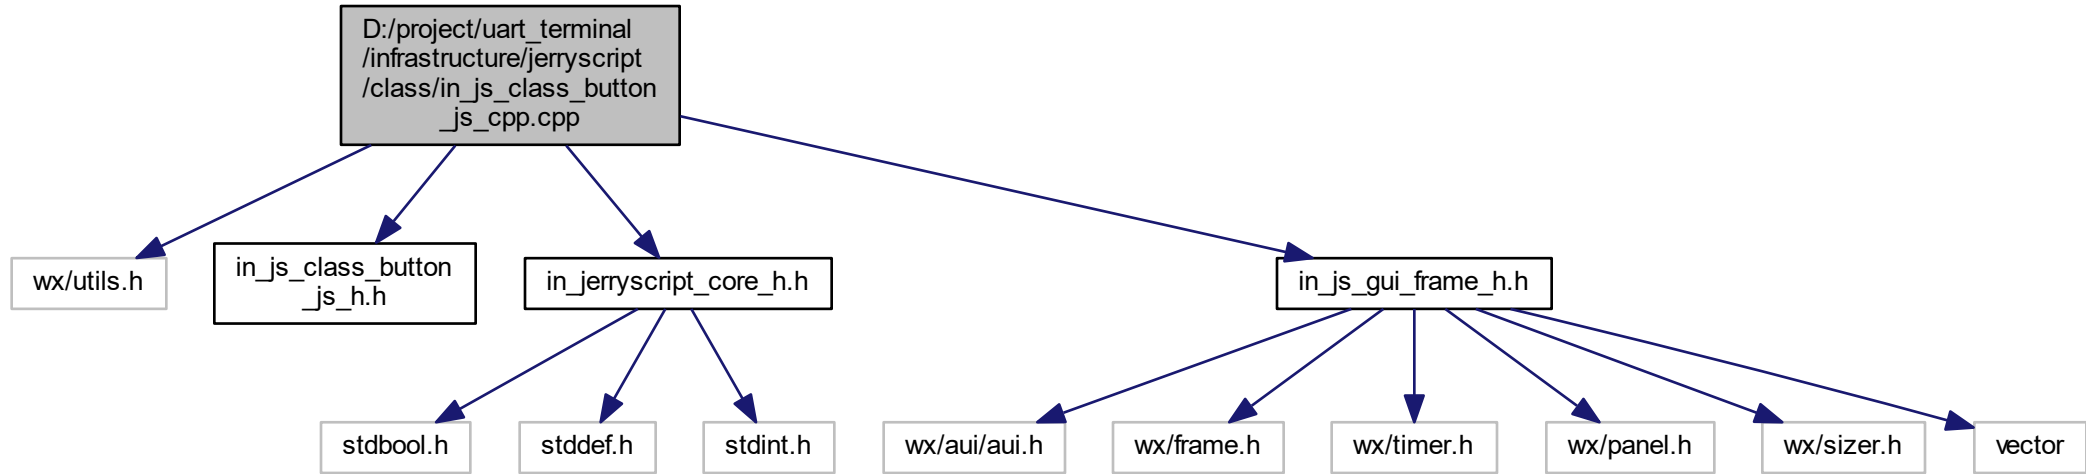 D:/project/uart_terminal
/infrastructure/jerryscript
/class/in_js_class_button
_js_cpp.cpp
wx/utils.h
in_js_class_button
_js_h.h
in_jerryscript_core_h.h
in_js_gui_frame_h.h
stdbool.h
stddef.h
stdint.h
wx/aui/aui.h
wx/frame.h
wx/timer.h
wx/panel.h
wx/sizer.h
vector